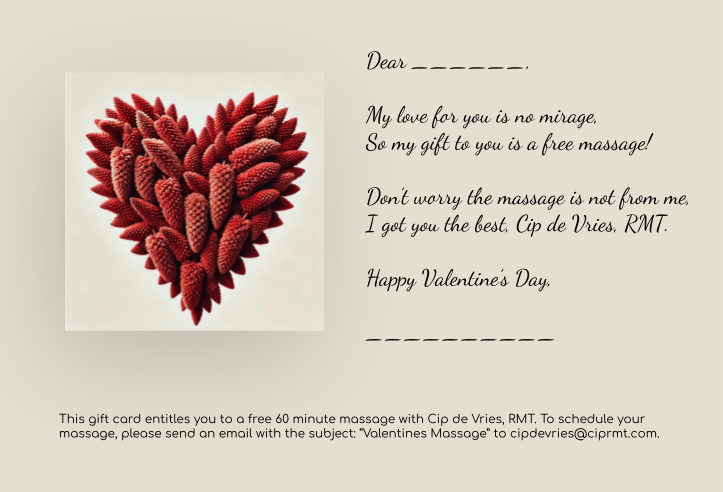 Dear ______,
My love for you is no mirage,
So my gift to you is a free massage!
Don't worry the massage is not from me,
I got you the best, Cip de Vries, RMT.
Happy Valentine's Day,
__________
This gift card entitles you to a free 60 minute massage with Cip de Vries, RMT. To schedule your
massage, please send an email with the subject: "Valentines Massage" to cipdevries@ciprmt.com.